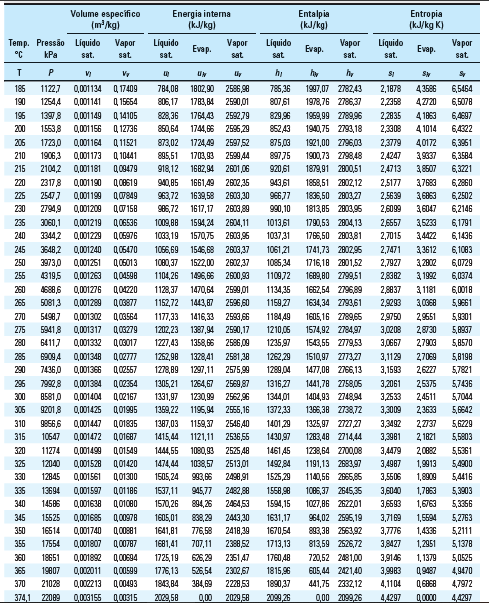 Volume específico Energia interna Entalpia Entropia
(m³/kg) (kJ/kg) (kJ/kg) (kJ/kg K)
Temp. Pressão Líquido Vapor Líquido Evap. Vapor Líquido Evap. Vapor Líquido Evap. Vapor
°C kPa sat. sat. sat. sat. sat. sat. sat. sat.
T P vl vv ul ulv uv hl hlv hv sl slv sv
185 1122,7 0,001134 0,17409 784,08 1802,90 2586,98 785,36 1997,07 2782,43 2,1878 4,3586 6,5464
190 1254,4 0,001141 0,15654 806,17 1783,84 2590,01 807,61 1978,76 2786,37 2,2358 4,2720 6,5078
195 1397,8 0,001149 0,14105 828,36 1764,43 2592,79 829,96 1959,99 2789,96 2,2835 4,1863 6,4697
200 1553,8 0,001156 0,12736 850,64 1744,66 2595,29 852,43 1940,75 2793,18 2,3308 4,1014 6,4322
205 1723,0 0,001164 0,11521 873,02 1724,49 2597,52 875,03 1921,00 2796,03 2,3779 4,0172 6,3951
210 1906,3 0,001173 0,10441 895,51 1703,93 2599,44 897,75 1900,73 2798,48 2,4247 3,9337 6,3584
215 2104,2 0,001181 0,09479 918,12 1682,94 2601,06 920,61 1879,91 2800,51 2,4713 3,8507 6,3221
220 2317,8 0,001190 0,08619 940,85 1661,49 2602,35 943,61 1858,51 2802,12 2,5177 3,7683 6,2860
225 2547,7 0,001199 0,07849 963,72 1639,58 2603,30 966,77 1836,50 2803,27 2,5639 3,6863 6,2502
230 2794,9 0,001209 0,07158 986,72 1617,17 2603,89 990,10 1813,85 2803,95 2,6099 3,6047 6,2146
235 3060,1 0,001219 0,06536 1009,88 1594,24 2604,11 1013,61 1790,53 2804,13 2,6557 3,5233 6,1791
240 3344,2 0,001229 0,05976 1033,19 1570,75 2603,95 1037,31 1766,50 2803,81 2,7015 3,4422 6,1436
245 3648,2 0,001240 0,05470 1056,69 1546,68 2603,37 1061,21 1741,73 2802,95 2,7471 3,3612 6,1083
250 3973,0 0,001251 0,05013 1080,37 1522,00 2602,37 1085,34 1716,18 2801,52 2,7927 3,2802 6,0729
255 4319,5 0,001263 0,04598 1104,26 1496,66 2600,93 1109,72 1689,80 2799,51 2,8382 3,1992 6,0374
260 4688,6 0,001276 0,04220 1128,37 1470,64 2599,01 1134,35 1662,54 2796,89 2,8837 3,1181 6,0018
265 5081,3 0,001289 0,03877 1152,72 1443,87 2596,60 1159,27 1634,34 2793,61 2,9293 3,0368 5,9661
270 5498,7 0,001302 0,03564 1177,33 1416,33 2593,66 1184,49 1605,16 2789,65 2,9750 2,9551 5,9301
275 5941,8 0,001317 0,03279 1202,23 1387,94 2590,17 1210,05 1574,92 2784,97 3,0208 2,8730 5,8937
280 6411,7 0,001332 0,03017 1227,43 1358,66 2586,09 1235,97 1543,55 2779,53 3,0667 2,7903 5,8570
285 6909,4 0,001348 0,02777 1252,98 1328,41 2581,38 1262,29 1510,97 2773,27 3,1129 2,7069 5,8198
290 7436,0 0,001366 0,02557 1278,89 1297,11 2575,99 1289,04 1477,08 2766,13 3,1593 2,6227 5,7821
295 7992,8 0,001384 0,02354 1305,21 1264,67 2569,87 1316,27 1441,78 2758,05 3,2061 2,5375 5,7436
300 8581,0 0,001404 0,02167 1331,97 1230,99 2562,96 1344,01 1404,93 2748,94 3,2533 2,4511 5,7044
305 9201,8 0,001425 0,01995 1359,22 1195,94 2555,16 1372,33 1366,38 2738,72 3,3009 2,3633 5,6642
310 9856,6 0,001447 0,01835 1387,03 1159,37 2546,40 1401,29 1325,97 2727,27 3,3492 2,2737 5,6229
315 10547 0,001472 0,01687 1415,44 1121,11 2536,55 1430,97 1283,48 2714,44 3,3981 2,1821 5,5803
320 11274 0,001499 0,01549 1444,55 1080,93 2525,48 1461,45 1238,64 2700,08 3,4479 2,0882 5,5361
325 12040 0,001528 0,01420 1474,44 1038,57 2513,01 1492,84 1191,13 2683,97 3,4987 1,9913 5,4900
330 12845 0,001561 0,01300 1505,24 993,66 2498,91 1525,29 1140,56 2665,85 3,5506 1,8909 5,4416
335 13694 0,001597 0,01186 1537,11 945,77 2482,88 1558,98 1086,37 2645,35 3,6040 1,7863 5,3903
340 14586 0,001638 0,01080 1570,26 894,26 2464,53 1594,15 1027,86 2622,01 3,6593 1,6763 5,3356
345 15525 0,001685 0,00978 1605,01 838,29 2443,30 1631,17 964,02 2595,19 3,7169 1,5594 5,2763
350 16514 0,001740 0,00881 1641,81 776,58 2418,39 1670,54 893,38 2563,92 3,7776 1,4336 5,2111
355 17554 0,001807 0,00787 1681,41 707,11 2388,52 1713,13 813,59 2526,72 3,8427 1,2951 5,1378
360 18651 0,001892 0,00694 1725,19 626,29 2351,47 1760,48 720,52 2481,00 3,9146 1,1379 5,0525
365 19807 0,002011 0,00599 1776,13 526,54 2302,67 1815,96 605,44 2421,40 3,9983 0,9487 4,9470
370 21028 0,002213 0,00493 1843,84 384,69 2228,53 1890,37 441,75 2332,12 4,1104 0,6868 4,7972
374,1 22089 0,003155 0,00315 2029,58 0,00 2029,58 2099,26 0,00 2099,26 4,4297 0,0000 4,4297